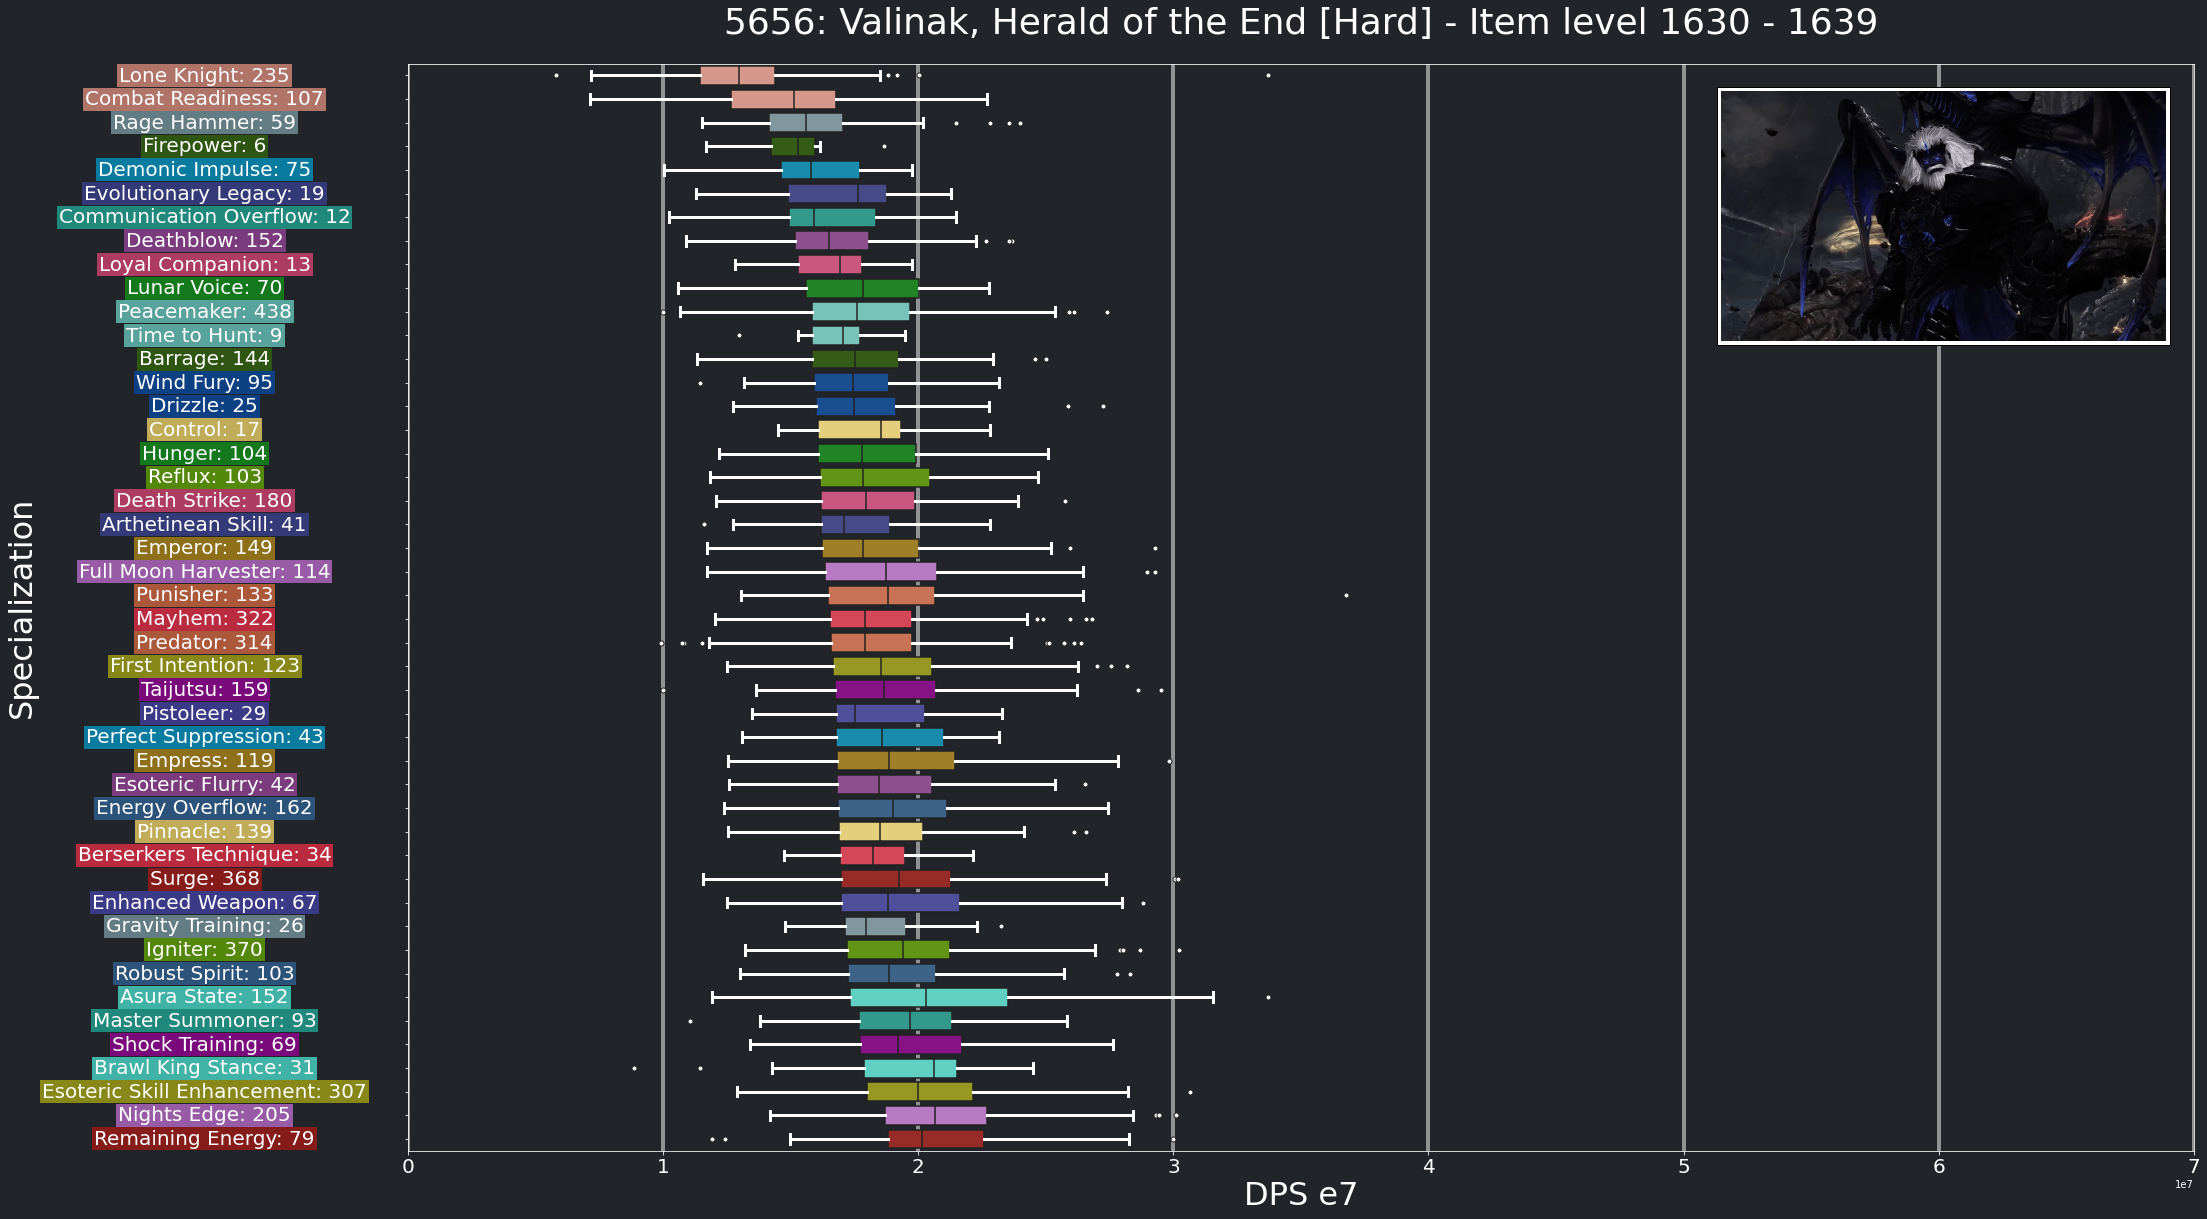 5656: Valinak, Herald of the End [Hard] - Item level 1630 - 1639
Lone Knight: 235
Combat Readiness: 107
Rage Hammer: 59
Firepower: 6
Demonic Impulse: 75
Evolutionary Legacy: 19
Communication Overflow: 12
Deathblow: 152
Loyal Companion: 13
Lunar Voice: 70
Peacemaker: 438
Time to Hunt: 9
Barrage: 144
Wind Fury: 95
Drizzle: 25
Control: 17
Hunger: 104
Reflux: 103
Death Strike: 180
Arthetinean Skill: 41
Emperor: 149
Full Moon Harvester: 114
Punisher: 133
Mayhem: 322
Predator: 314
First Intention: 123
Taijutsu: 159
Pistoleer: 29
Perfect Suppression: 43
Empress: 119
Esoteric Flurry: 42
Energy Overflow: 162
Pinnacle: 139
Berserkers Technique: 34
Surge: 368
Enhanced Weapon: 67
Gravity Training: 26
Igniter: 370
Robust Spirit: 103
Asura State: 152
Master Summoner: 93
Shock Training: 69
Brawl King Stance: 31
Esoteric Skill Enhancement: 307
Nights Edge: 205
Remaining Energy: 79
Specialization
0 1 2 3 4 5 6 7
1e7
DPS e7